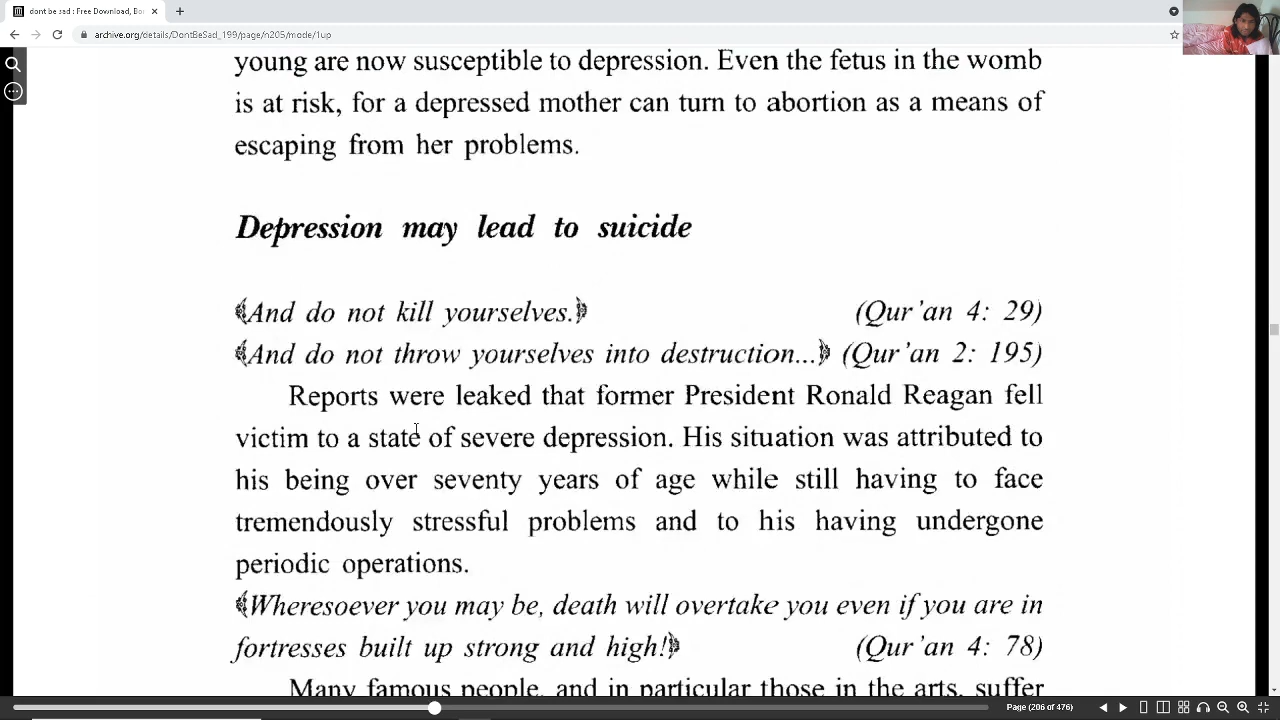 dont be sad : Free Download, Bo
archive.org/details/DontBeSad_199/page/n205/mode/1up
young are now susceptible to depression. Even the fetus in the womb
is at risk, for a depressed mother can turn to abortion as a means of
escaping from her problems.
Depression may lead to suicide
﴾And do not kill yourselves.﴿ (Qur'an 4: 29)
﴾And do not throw yourselves into destruction...﴿ (Qur'an 2: 195)
Reports were leaked that former President Ronald Reagan fell
victim to a state of severe depression. His situation was attributed to
his being over seventy years of age while still having to face
tremendously stressful problems and to his having undergone
periodic operations.
﴾Wheresoever you may be, death will overtake you even if you are in
fortresses built up strong and high!﴿ (Qur'an 4: 78)
Many famous people, and in particular those in the arts, suffer
Page (206 of 476)